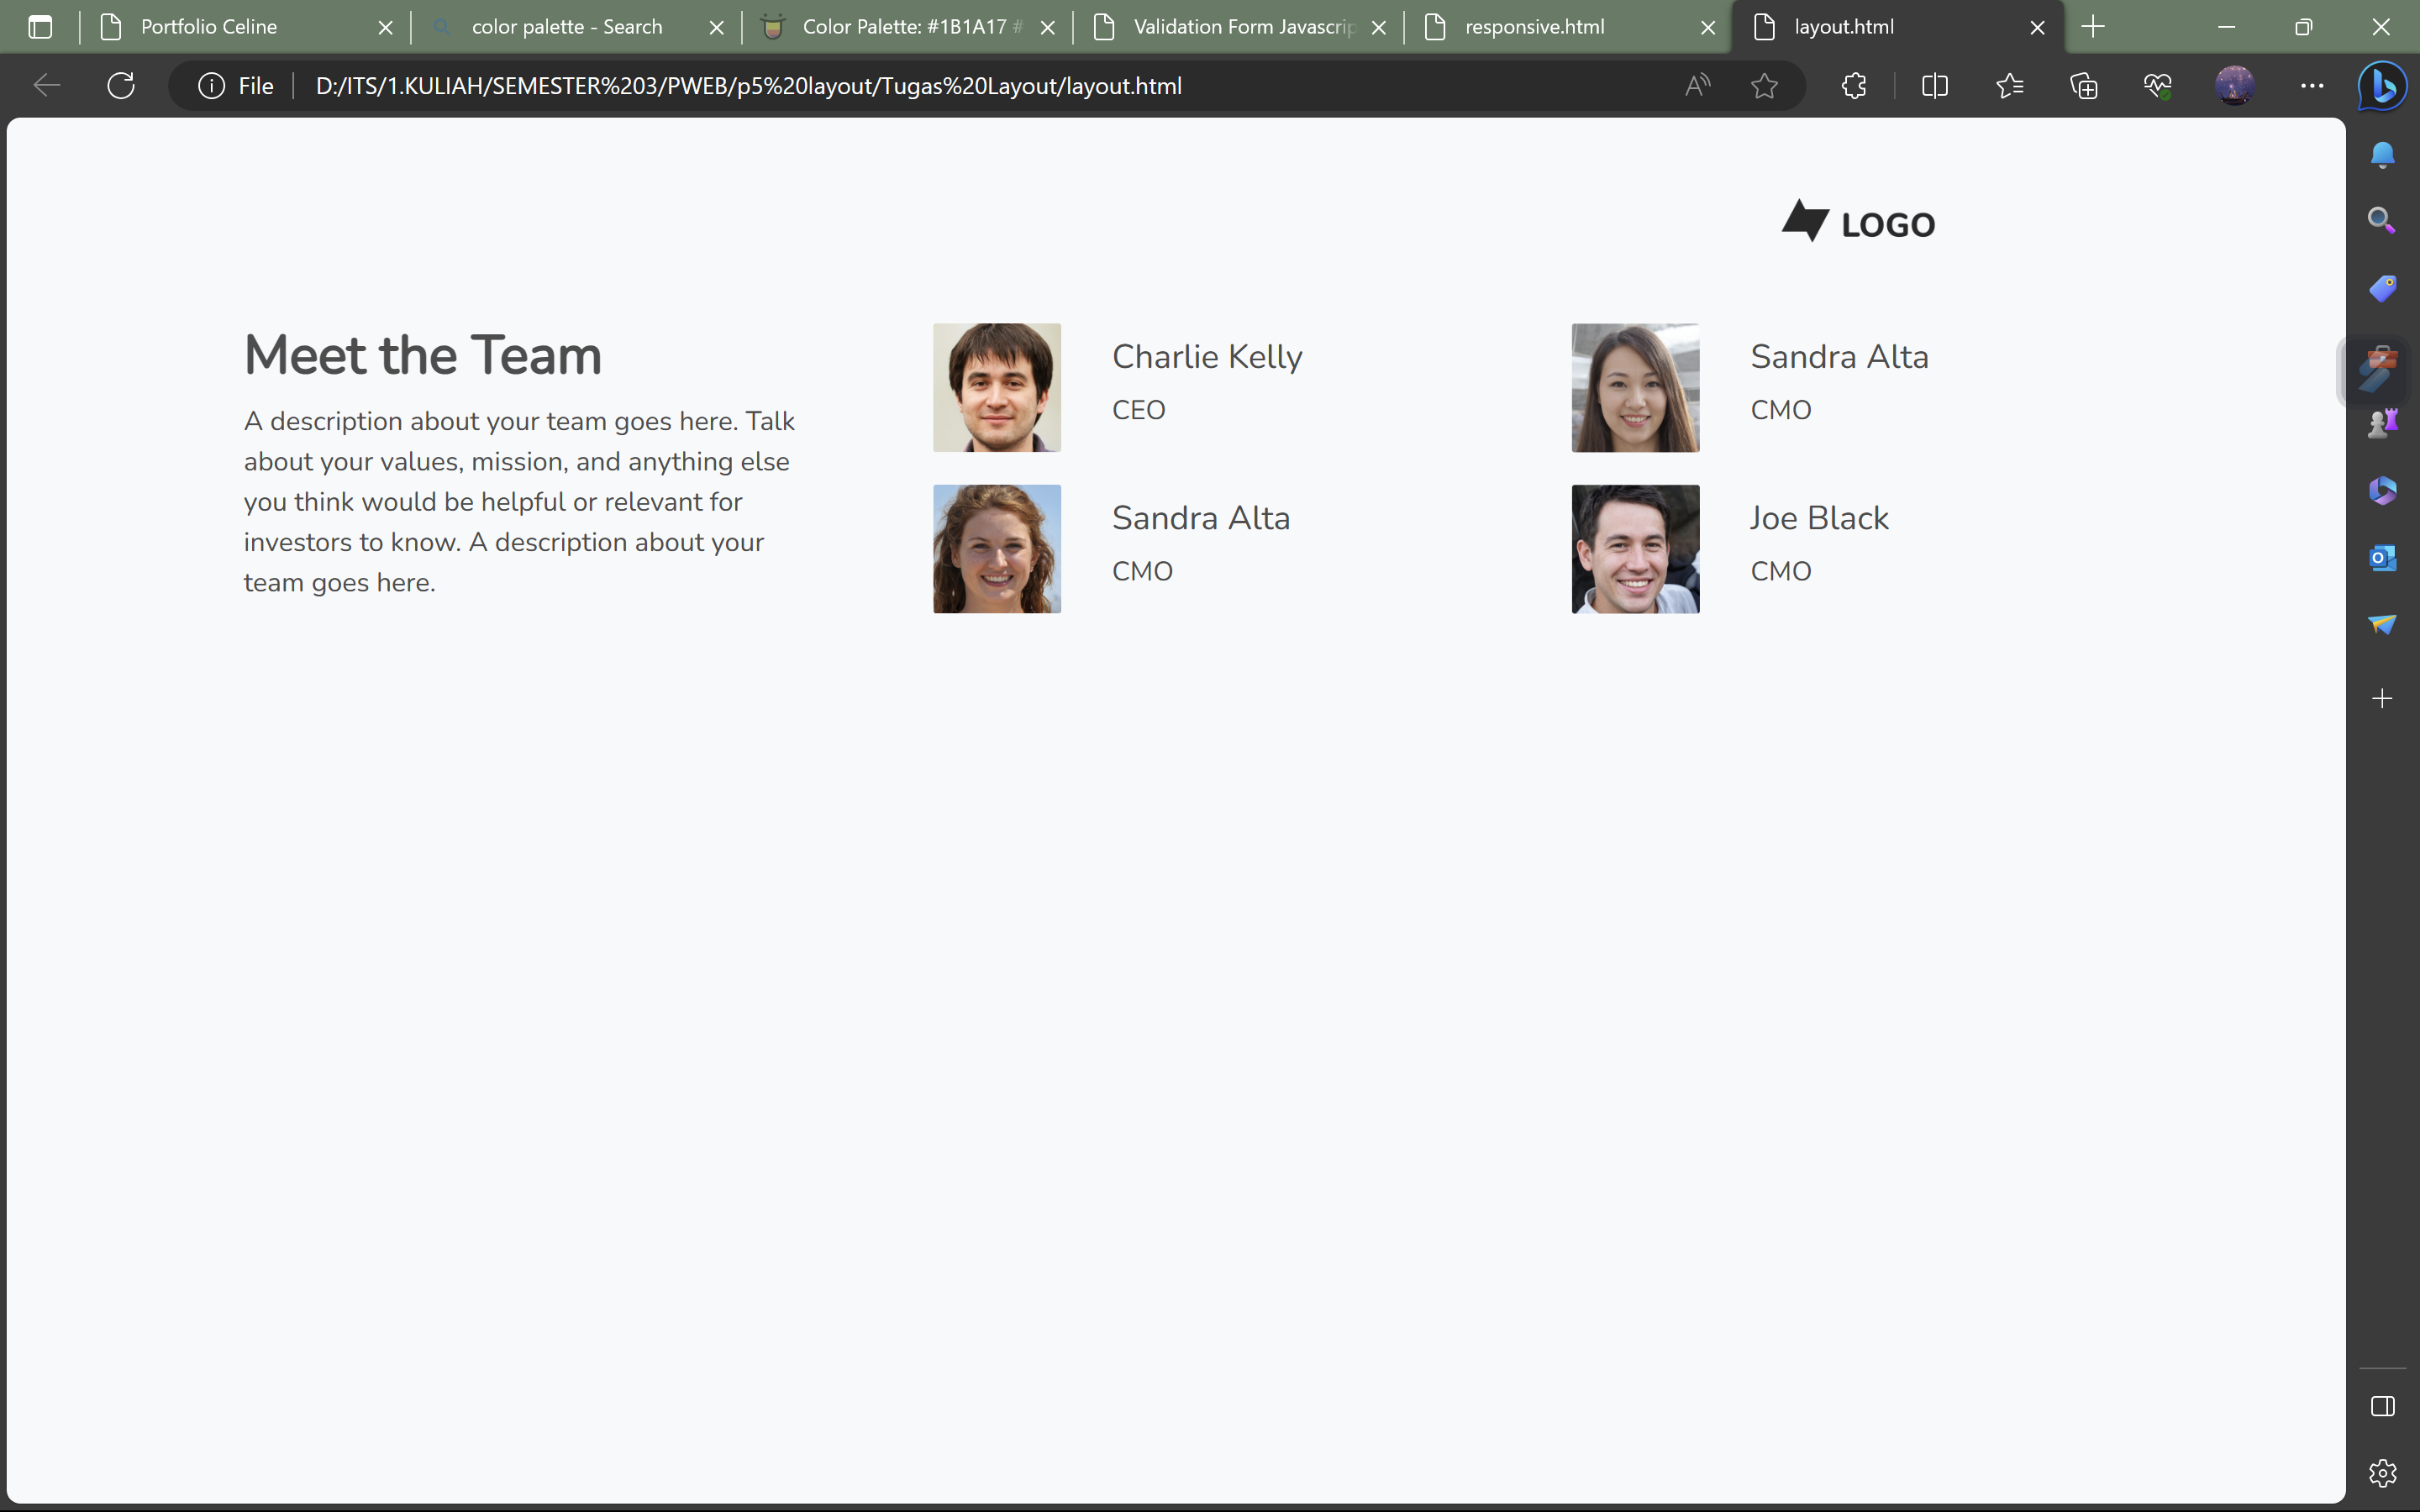 Portfolio Celine
color palette - Search
Color Palette: #1B1A17 #
Validation Form Javascrip
responsive.html
layout.html
File
D:/ITS/1.KULIAH/SEMESTER%203/PWEB/p5%20layout/Tugas%20Layout/layout.html
LOGO
Meet the Team
A description about your team goes here. Talk
about your values, mission, and anything else
you think would be helpful or relevant for
investors to know. A description about your
team goes here.
Charlie Kelly
CEO
Sandra Alta
CMO
Sandra Alta
CMO
Joe Black
CMO